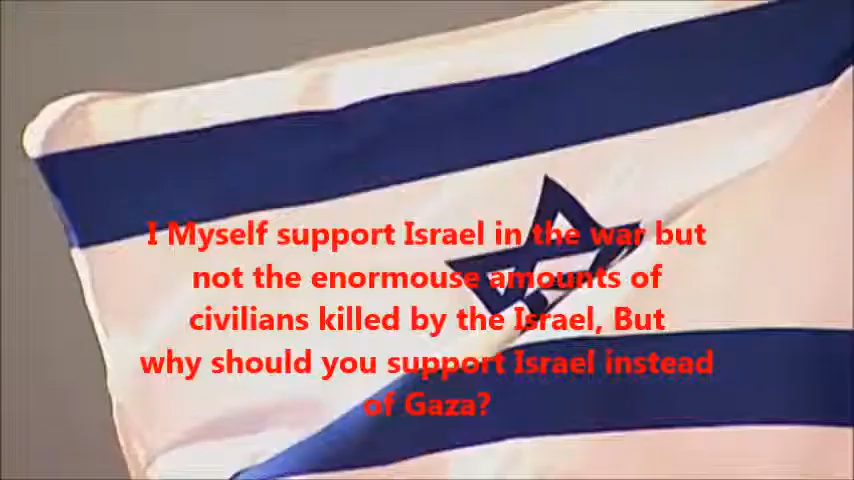 I Myself support Israel in the war but
not the enormouse amounts of
civilians killed by the Israel, But
why should you support Israel instead
of Gaza?